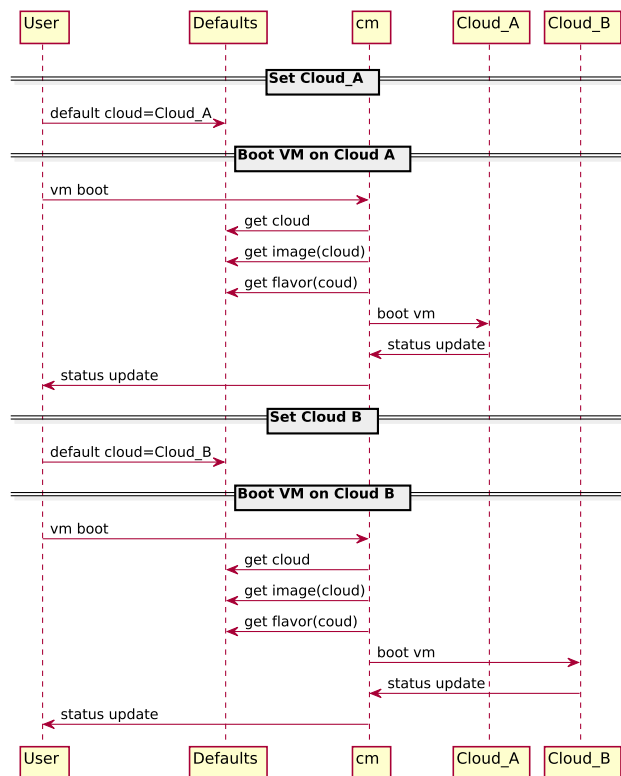 User Defaults cm Cloud_A Cloud_B
Set Cloud_A
default cloud=Cloud_A
Boot VM on Cloud A
vm boot
get cloud
get image(cloud)
get flavor(coud)
boot vm
status update
status update
Set Cloud B
default cloud=Cloud_B
Boot VM on Cloud B
vm boot
get cloud
get image(cloud)
get flavor(coud)
boot vm
status update
status update
User Defaults cm Cloud_A Cloud_B